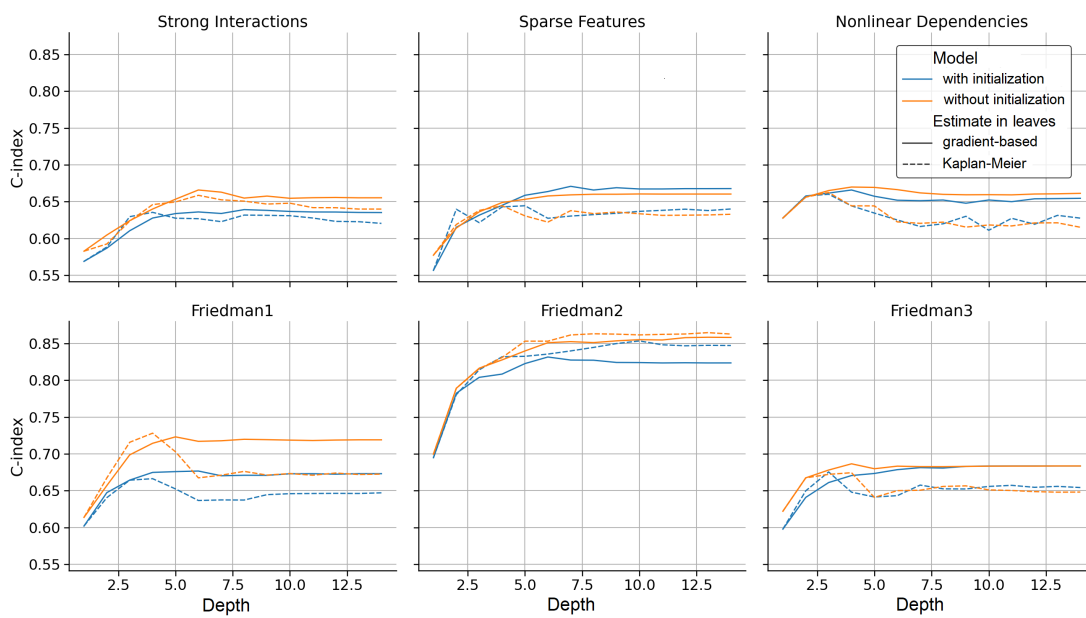 Strong Interactions
Sparse Features
Nonlinear Dependencies
C-index
0.85
0.80
0.75
0.70
0.65
0.60
0.55
Model
with initialization
without initialization
Estimate in leaves
gradient-based
Kaplan-Meier
Friedman1
Friedman2
Friedman3
C-index
0.85
0.80
0.75
0.70
0.65
0.60
0.55
2.5 5.0 7.5 10.0 12.5
2.5 5.0 7.5 10.0 12.5
2.5 5.0 7.5 10.0 12.5
Depth
Depth
Depth